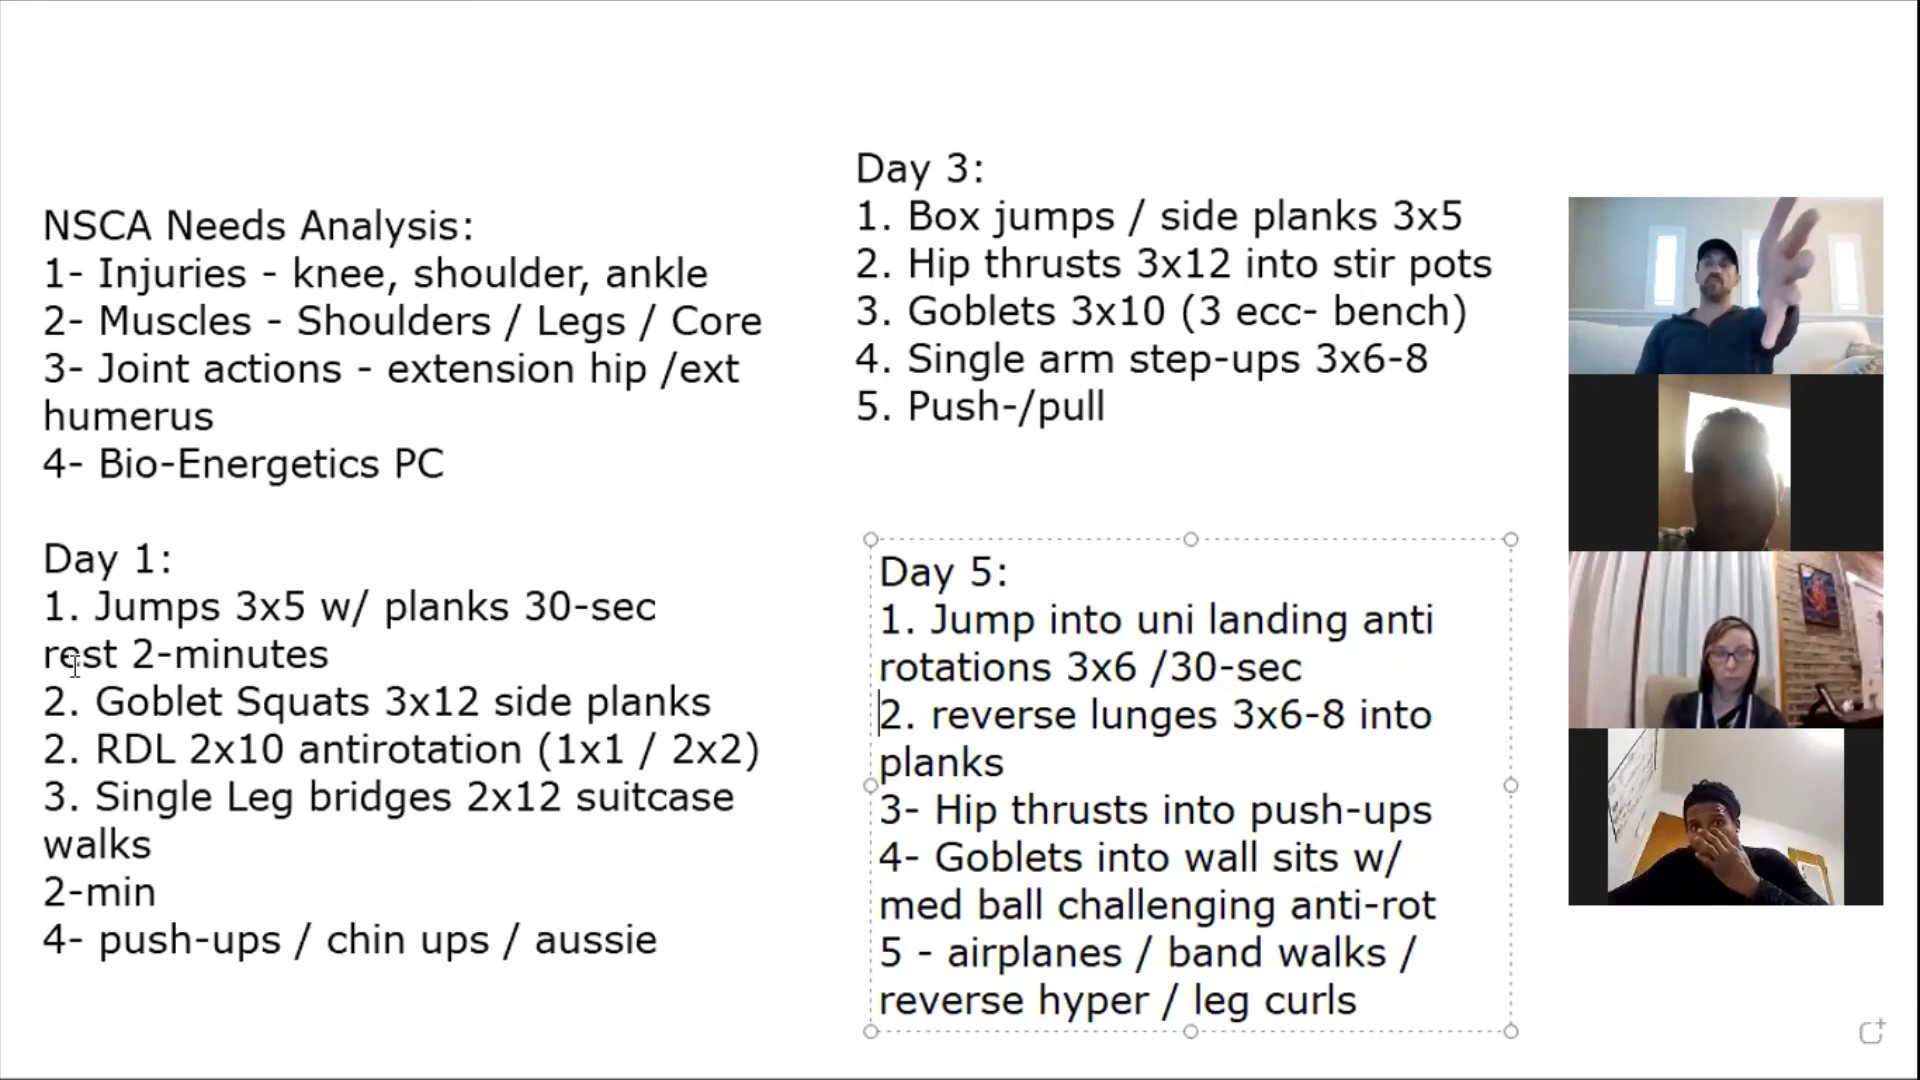 NSCA Needs Analysis:
1- Injuries - knee, shoulder, ankle
2- Muscles - Shoulders / Legs / Core
3- Joint actions - extension hip /ext
humerus
4- Bio-Energetics PC
Day 1:
1. Jumps 3x5 w/ planks 30-sec
rest 2-minutes
2. Goblet Squats 3x12 side planks
2. RDL 2x10 antirotation (1x1 / 2x2)
3. Single Leg bridges 2x12 suitcase
walks
2-min
4- push-ups / chin ups / aussie
Day 3:
1. Box jumps / side planks 3x5
2. Hip thrusts 3x12 into stir pots
3. Goblets 3x10 (3 ecc- bench)
4. Single arm step-ups 3x6-8
5. Push-/pull
Day 5:
1. Jump into uni landing anti
rotations 3x6 /30-sec
2. reverse lunges 3x6-8 into
planks
3- Hip thrusts into push-ups
4- Goblets into wall sits w/
med ball challenging anti-rot
5 - airplanes / band walks /
reverse hyper / leg curls